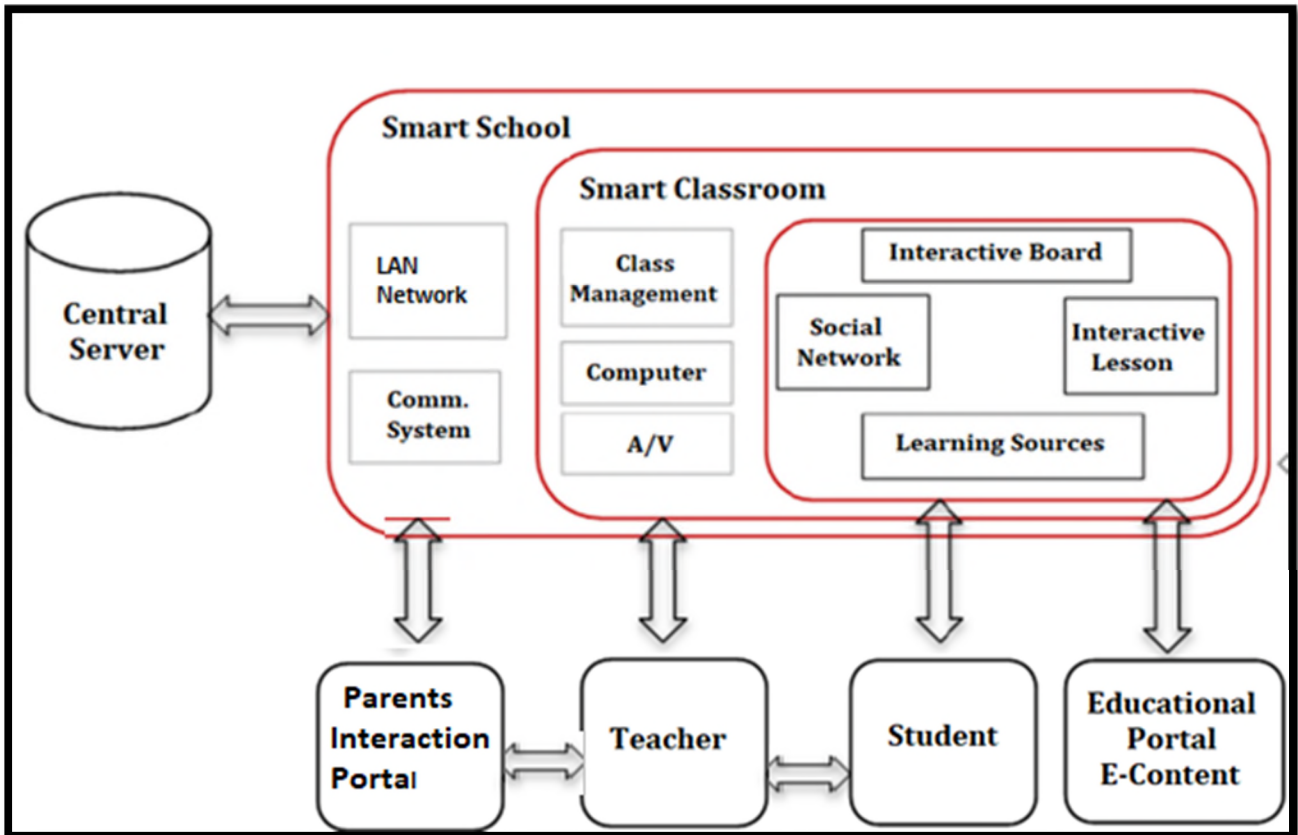 Smart School
Smart Classroom
Central
Server
LAN
Network
Comm.
System
Class
Management
Computer
A/V
Interactive Board
Social
Network
Interactive
Lesson
Learning Sources
Parents
Interaction
Portal
Teacher
Student
Educational
Portal
E-Content